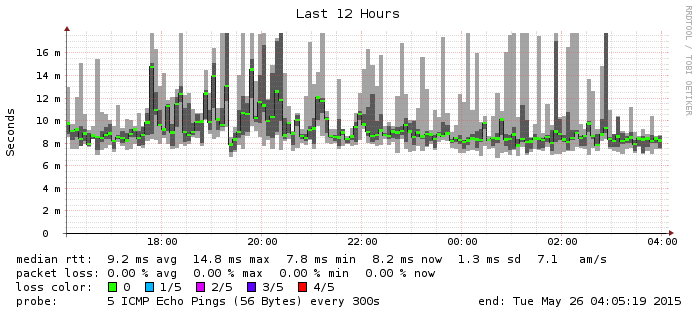 Last 12 Hours
RRDTOOL / TOBI OETIKER
Seconds
16 m
14 m
12 m
10 m
8 m
6 m
4 m
2 m
0
18:00 20:00 22:00 00:00 02:00 04:00
median rtt: 9.2 ms avg 14.8 ms max 7.8 ms min 8.2 ms now 1.3 ms sd 7.1 am/s
packet loss: 0.00 % avg 0.00 % max 0.00 % min 0.00 % now
loss color: 0 1/5 2/5 3/5 4/5
probe: 5 ICMP Echo Pings (56 Bytes) every 300s end: Tue May 26 04:05:19 2015